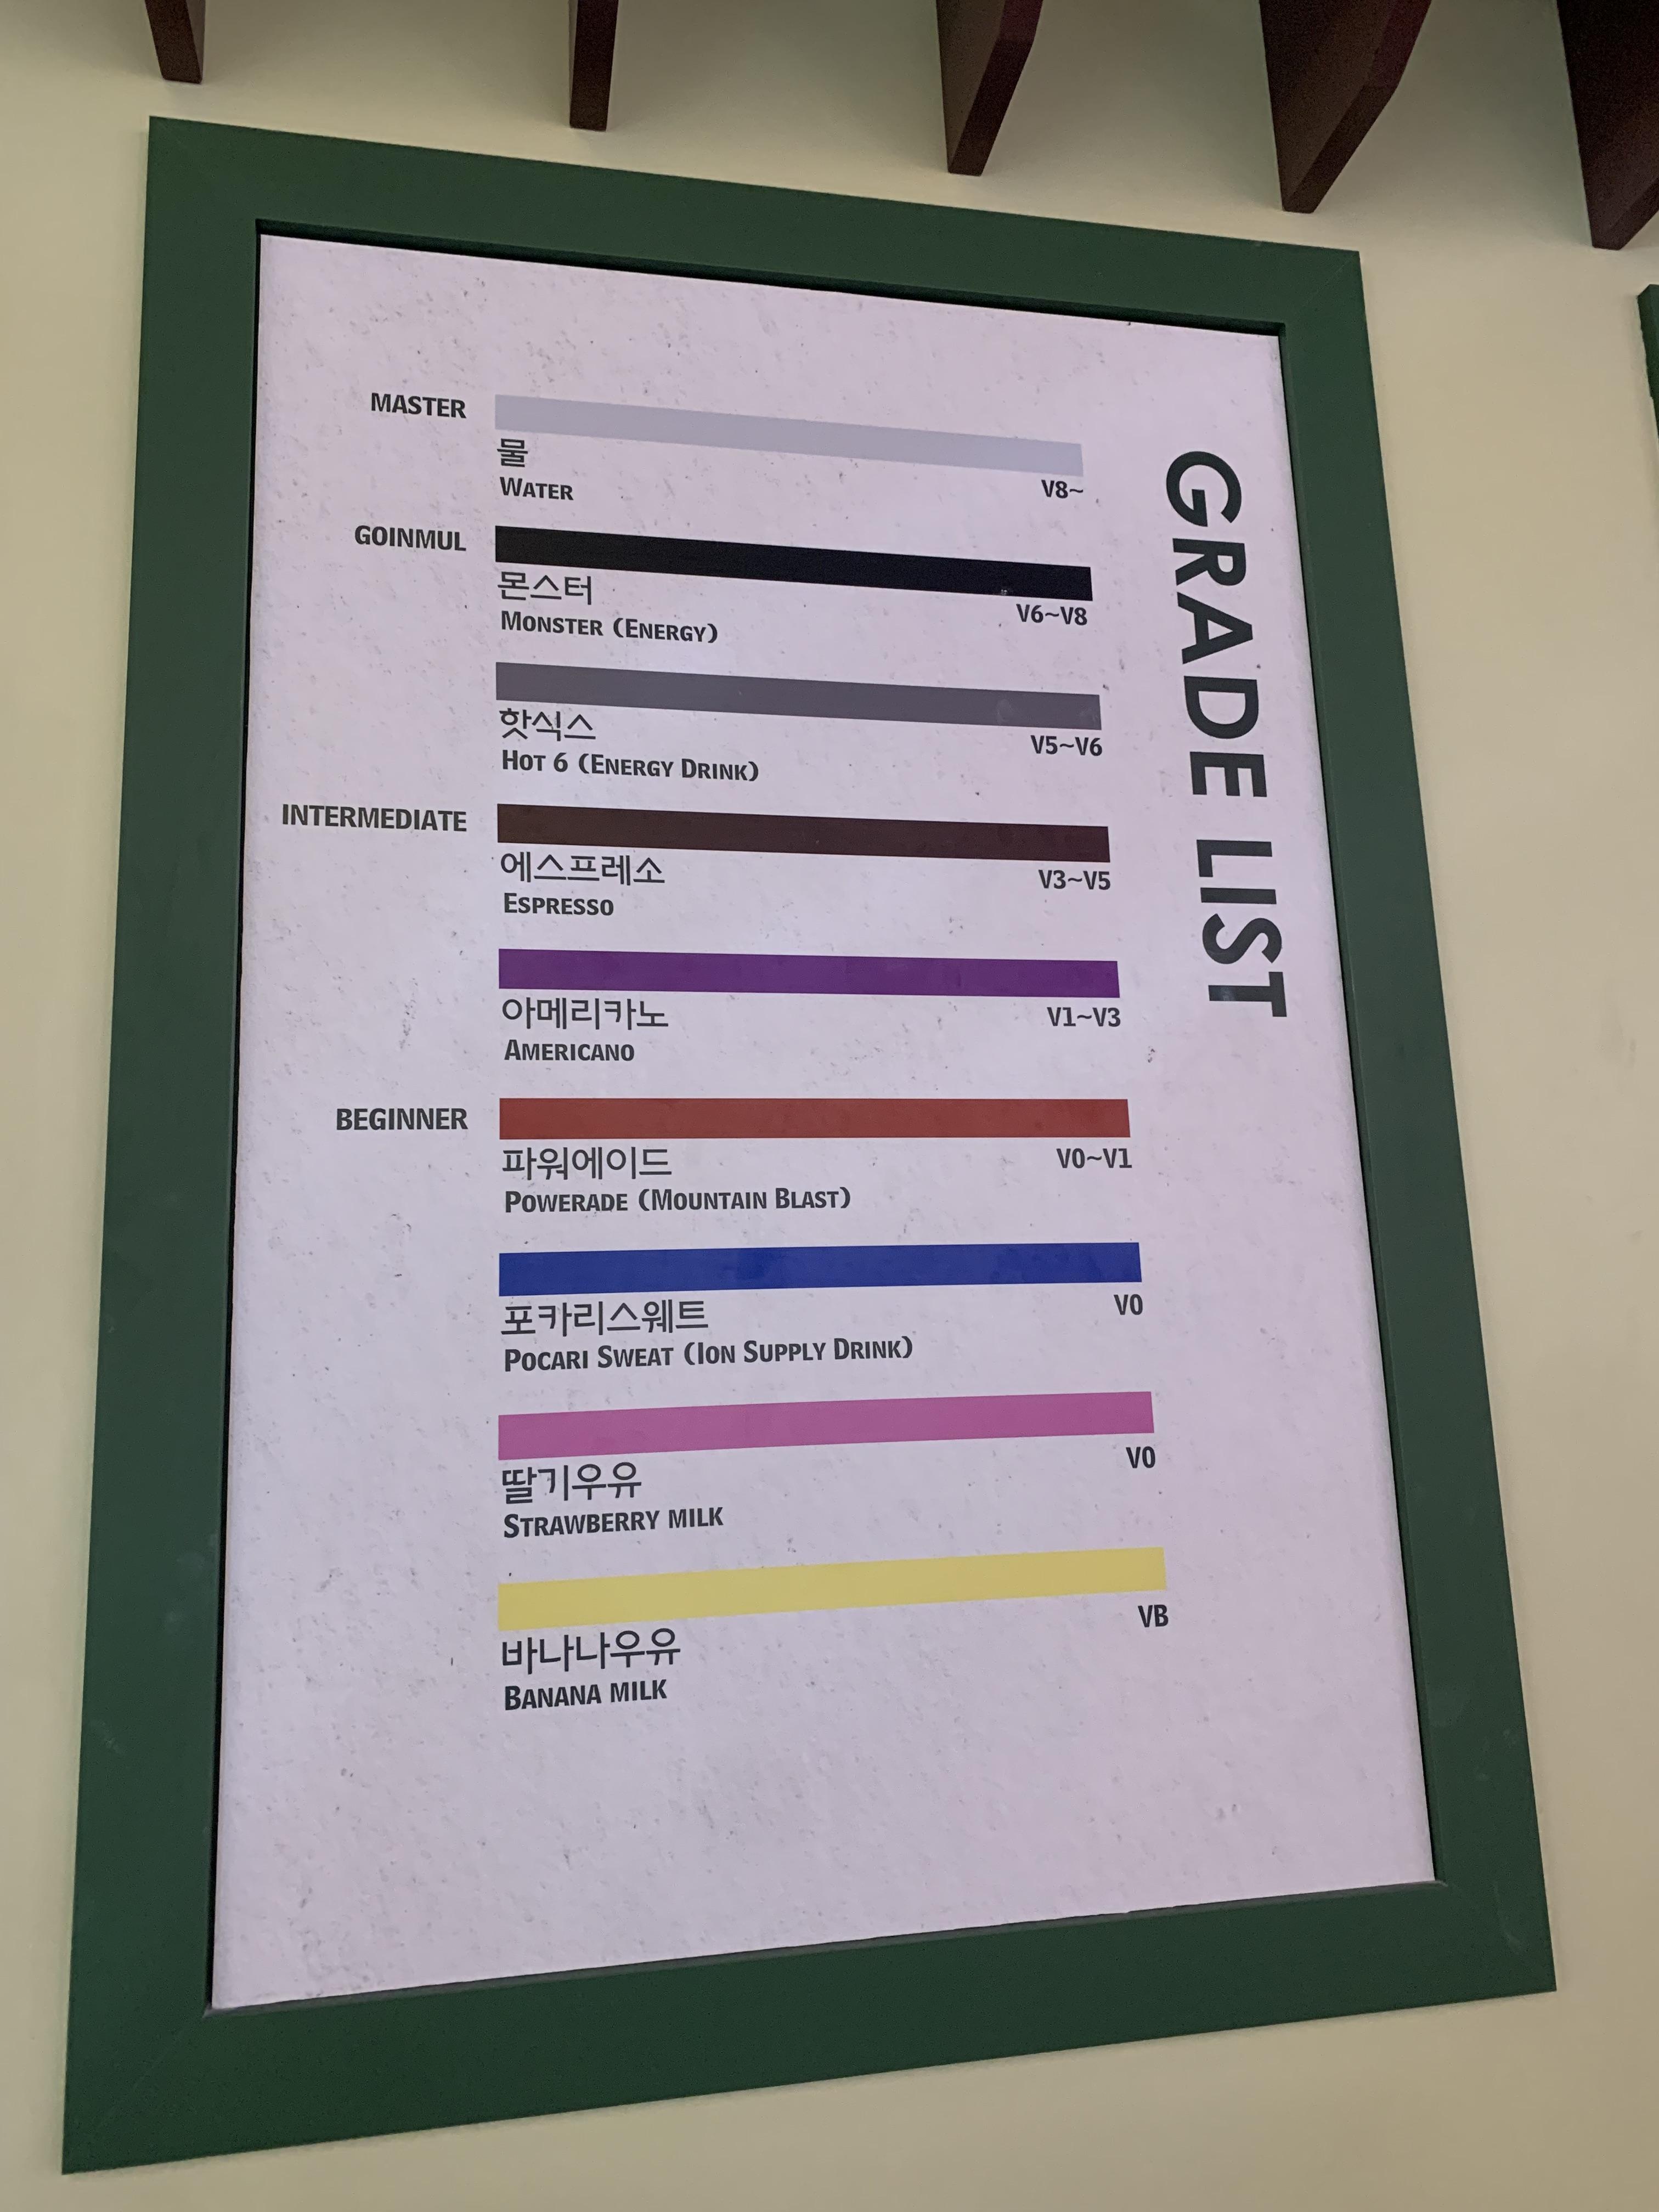 GRADE LIST
MASTER
물
WATER
V8~
GOINMUL
몬스터
MONSTER (ENERGY)
V6~V8
핫식스
HOT 6 (ENERGY DRINK)
V5~V6
INTERMEDIATE
에스프레소
ESPRESSO
V3~V5
아메리카노
AMERICANO
V1~V3
BEGINNER
파워에이드
POWERADE (MOUNTAIN BLAST)
V0~V1
포카리스웨트
POCARI SWEAT (ION SUPPLY DRINK)
V0
딸기우유
STRAWBERRY MILK
V0
바나나우유
BANANA MILK
VB